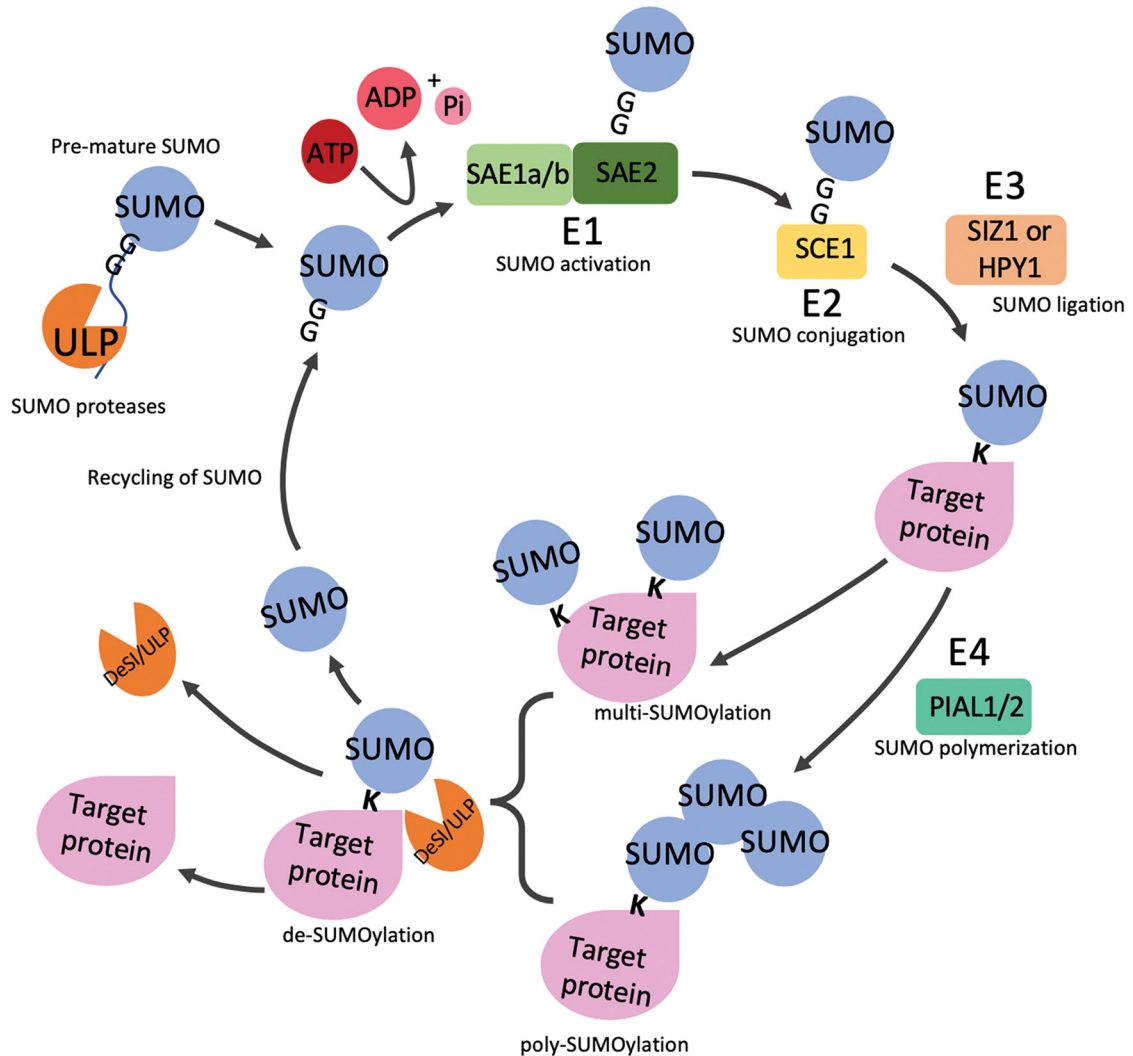 SUMO
ADP
+
Pi
ATP
G
G
SAE1a/b
SAE2
E1
SUMO activation
SUMO
G
G
SCE1
E2
SUMO conjugation
E3
SIZ1 or
HPY1
SUMO ligation
Pre-mature SUMO
SUMO
G
G
ULP
SUMO proteases
SUMO
G
G
Recycling of SUMO
SUMO
K
Target
protein
SUMO
SUMO
K
K
Target
protein
multi-SUMOylation
E4
PIAL1/2
SUMO polymerization
SUMO
SUMO
SUMO
K
Target
protein
poly-SUMOylation
SUMO
DeSI/ULP
SUMO
K
Target
protein
DeSI/ULP
de-SUMOylation
Target
protein